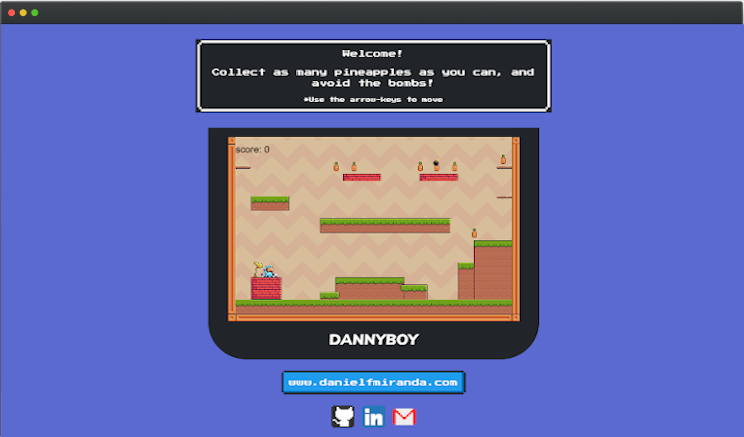 Welcome!
Collect as many pineapples as you can, and
avoid the bombs!
*Use the arrow-keys to move
score: 0
DANNYBOY
www.danielfmiranda.com
in